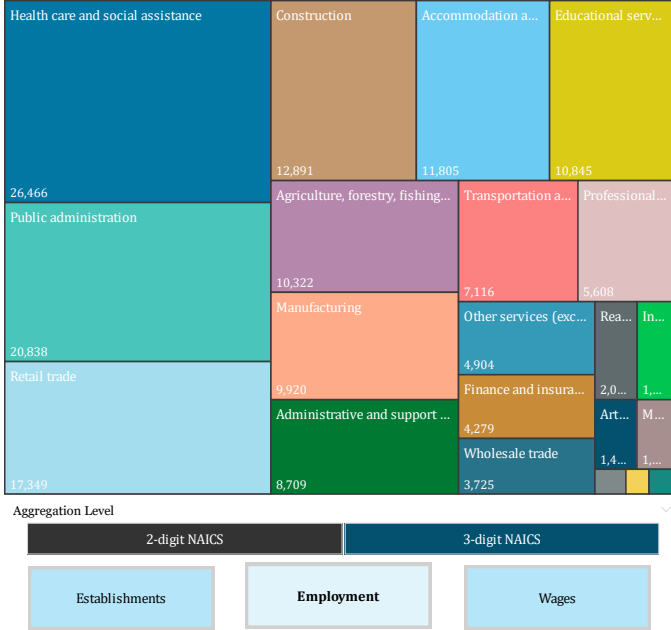 Health care and social assistance
26,466
Public administration
20,838
Retail trade
17,349
Construction
12,891
Accommodation a...
11,805
Educational serv...
10,845
Agriculture, forestry, fishing...
10,322
Manufacturing
9,920
Administrative and support ...
8,709
Transportation a...
7,116
Professional...
5,608
Other services (exc...
4,904
Finance and insura...
4,279
Wholesale trade
3,725
Rea...
2,0...
In...
1,...
Art...
1,4...
M...
1,...
Aggregation Level
2-digit NAICS
3-digit NAICS
Establishments
Employment
Wages